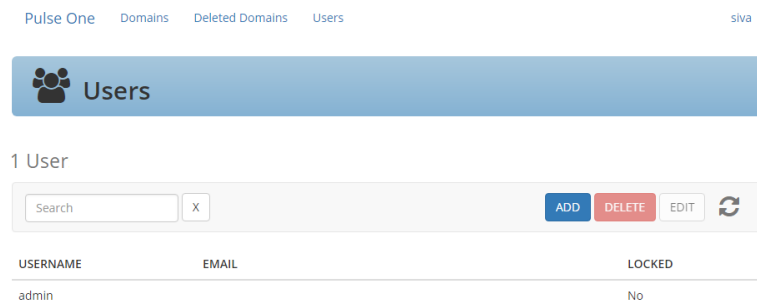 Pulse One Domains Deleted Domains Users siva
Users
1 User
Search X ADD DELETE EDIT
USERNAME EMAIL LOCKED
admin No